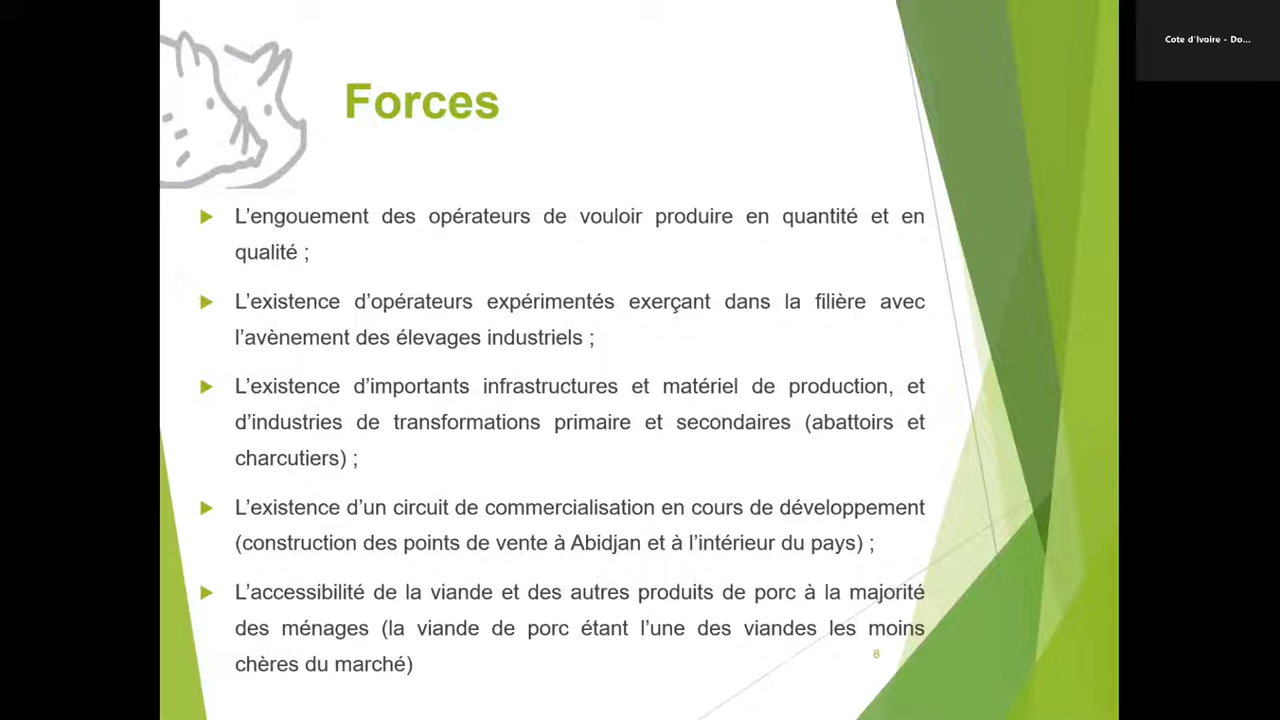 Cote d'Ivoire - Do...
Forces
L'engouement des opérateurs de vouloir produire en quantité et en
qualité ;
L'existence d'opérateurs expérimentés exerçant dans la filière avec
l'avènement des élevages industriels ;
L'existence d'importants infrastructures et matériel de production, et
d'industries de transformations primaire et secondaires (abattoirs et
charcutiers) ;
L'existence d'un circuit de commercialisation en cours de développement
(construction des points de vente à Abidjan et à l'intérieur du pays) ;
L'accessibilité de la viande et des autres produits de porc à la majorité
des ménages (la viande de porc étant l'une des viandes les moins
chères du marché)
8